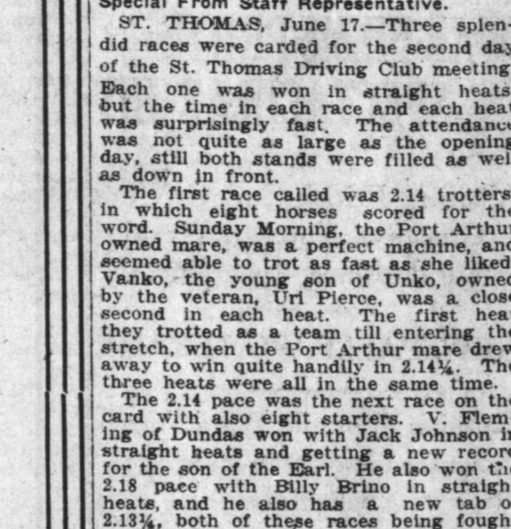 Special From Staff Representative.
ST. THOMAS, June 17.—Three splen-
did races were carded for the second day
of the St. Thomas Driving Club meeting
Each one was won in straight heats
but the time in each race and each heat
was surprisingly fast. The attendance
was not quite as large as the opening
day, still both stands were filled as wel
as down in front.
The first race called was 2.14 trotters
in which eight horses scored for the
word. Sunday Morning, the Port Arthur
owned mare, was a perfect machine, and
seemed able to trot as fast as she liked
Vanko, the young son of Unko, owned
by the veteran, Uri Pierce, was a close
second in each heat. The first heat
they trotted as a team till entering the
stretch, when the Port Arthur mare drew
away to win quite handily in 2.14¼. The
three heats were all in the same time.
The 2.14 pace was the next race on the
card with also eight starters. V. Flem-
ing of Dundas won with Jack Johnson in
straight heats and getting a new record
for the son of the Earl. He also won the
2.18 pace with Billy Brino in straigh
heats, and he also has a new tab o
2.13¼, both of these races being fough